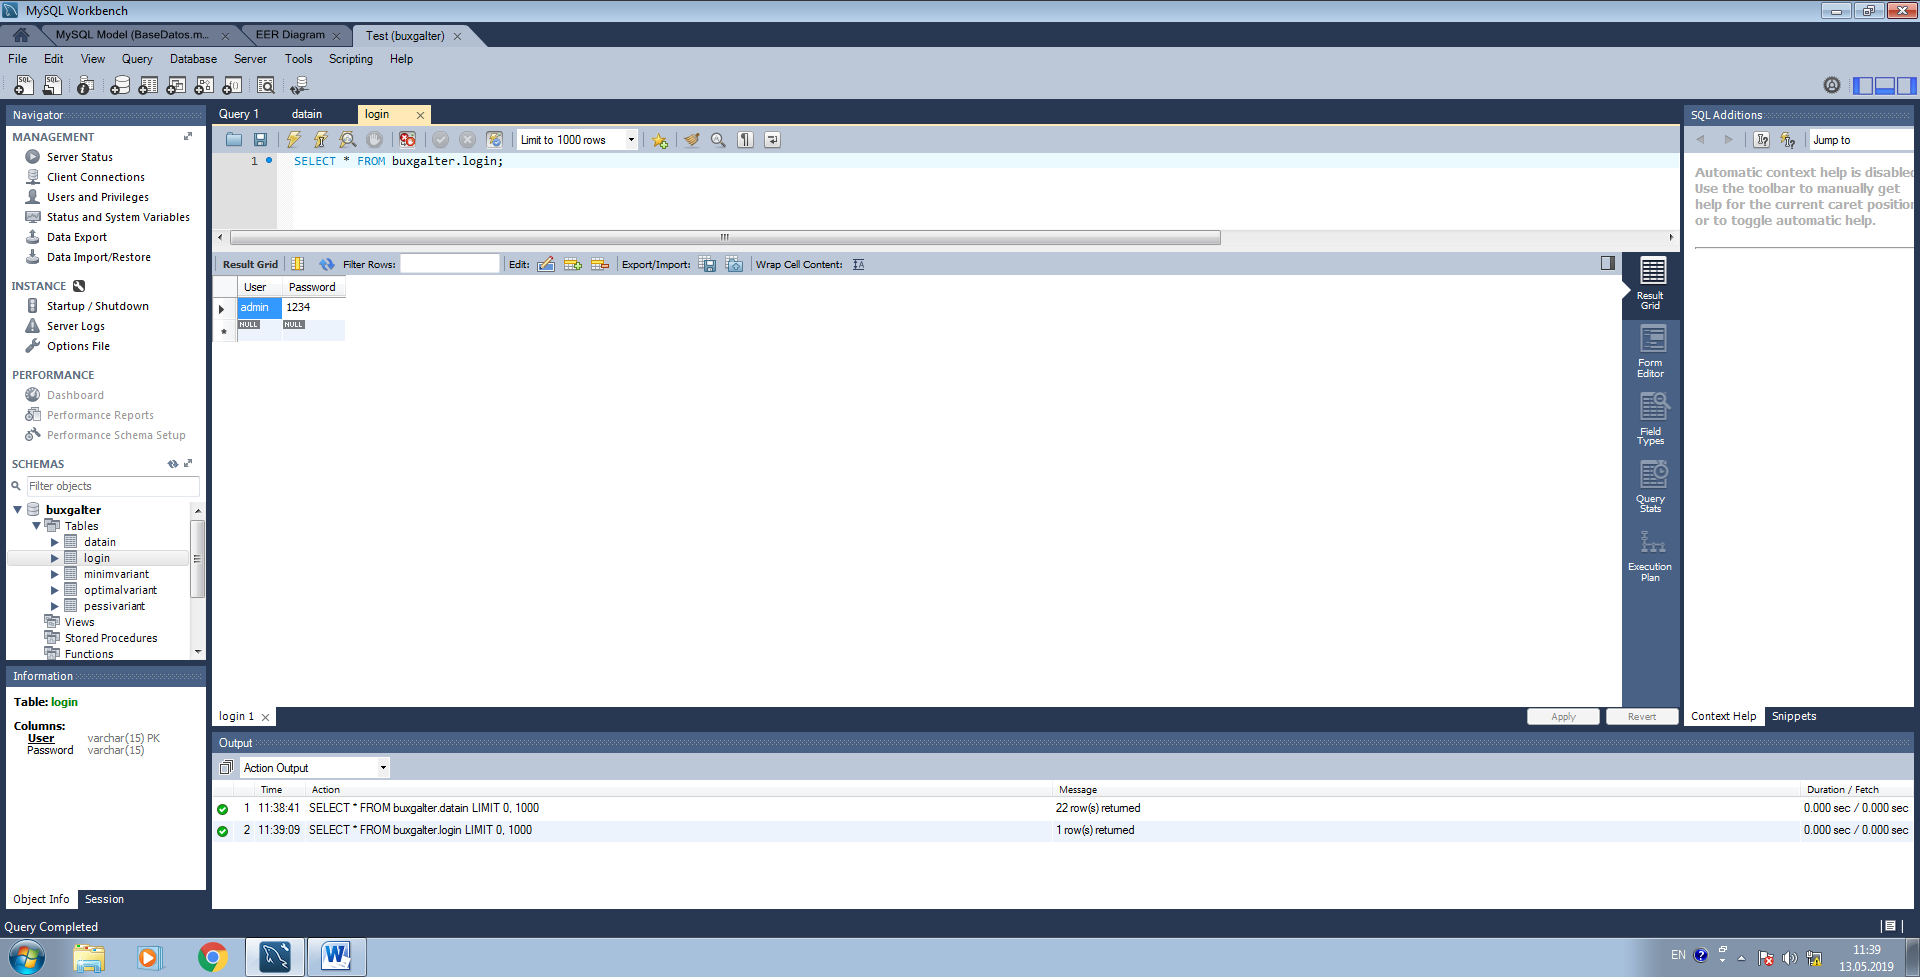 MySQL Workbench
MySQL Model (BaseDatos.m...
EER Diagram
Test (buxgalter)
File Edit View Query Database Server Tools Scripting Help
Navigator
MANAGEMENT
Server Status
Client Connections
Users and Privileges
Status and System Variables
Data Export
Data Import/Restore
INSTANCE
Startup / Shutdown
Server Logs
Options File
PERFORMANCE
Dashboard
Performance Reports
Performance Schema Setup
SCHEMAS
Filter objects
buxgalter
Tables
datain
login
minimvariant
optimalvariant
pessivariant
Views
Stored Procedures
Functions
Information
Table: login
Columns:
User varchar(15) PK
Password varchar(15)
Object Info Session
Query 1 datain login
Limit to 1000 rows
1 SELECT * FROM buxgalter.login;
Result Grid Filter Rows: Edit: Export/Import: Wrap Cell Content:
User Password
admin 1234
NULL NULL
Result
Grid
Form
Editor
Field
Types
Query
Stats
Execution
Plan
login 1
Apply Revert
SQL Additions
Jump to
Automatic context help is disabled
Use the toolbar to manually get
help for the current caret position
or to toggle automatic help.
Context Help Snippets
Output
Action Output
Time Action Message Duration / Fetch
1 11:38:41 SELECT * FROM buxgalter.datain LIMIT 0, 1000 22 row(s) returned 0.000 sec / 0.000 sec
2 11:39:09 SELECT * FROM buxgalter.login LIMIT 0, 1000 1 row(s) returned 0.000 sec / 0.000 sec
Query Completed
EN
11:39
13.05.2019